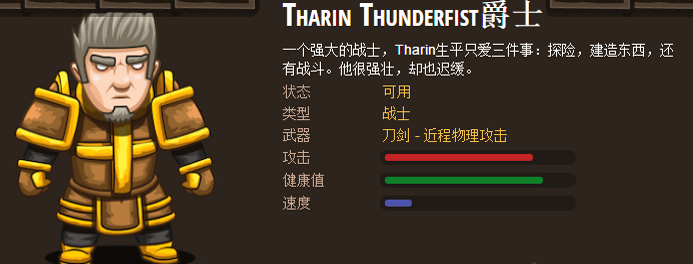 Tharin Thunderfist爵士
一个强大的战士，Tharin生平只爱三件事：探险，建造东西，还
有战斗。他很强壮，却也迟缓。
状态 可用
类型 战士
武器 刀剑 - 近程物理攻击
攻击
健康值
速度